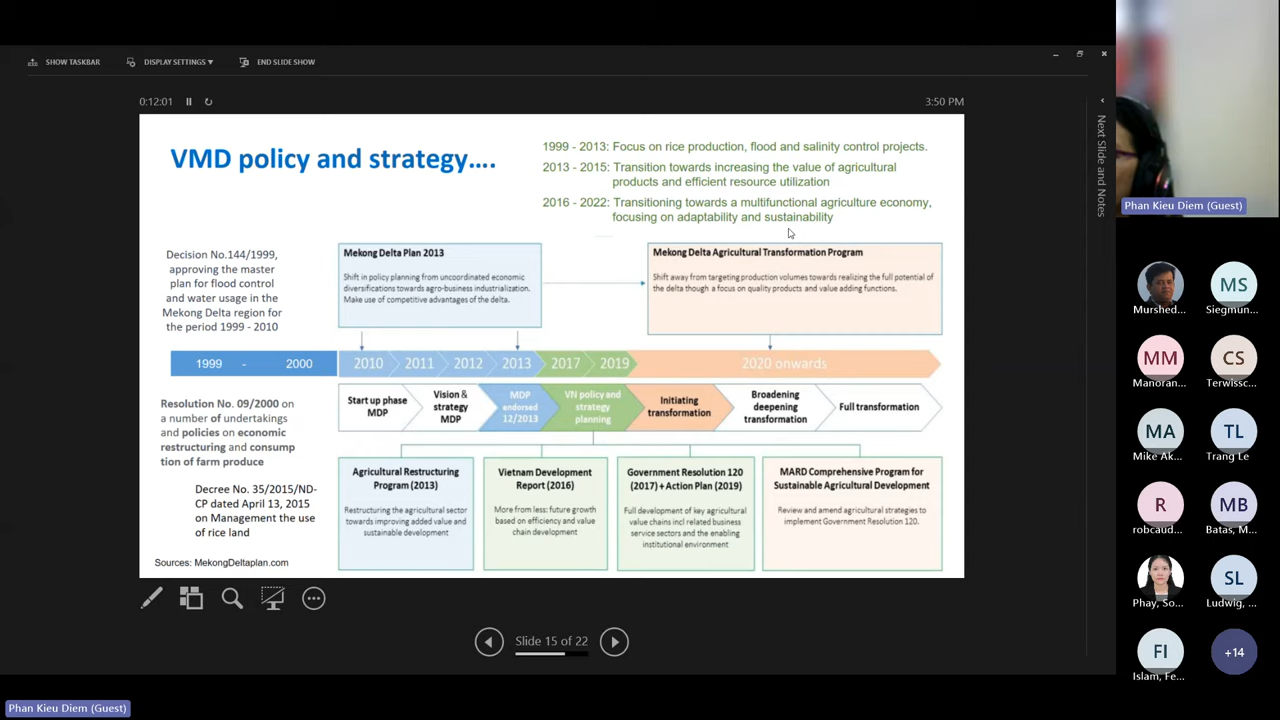 SHOW TASKBAR
DISPLAY SETTINGS ▾
END SLIDE SHOW
0:12:01
3:50 PM
VMD policy and strategy....
1999 - 2013: Focus on rice production, flood and salinity control projects.
2013 - 2015: Transition towards increasing the value of agricultural
products and efficient resource utilization
2016 - 2022: Transitioning towards a multifunctional agriculture economy,
focusing on adaptability and sustainability
Decision No.144/1999,
approving the master
plan for flood control
and water usage in the
Mekong Delta region for
the period 1999 - 2010
Mekong Delta Plan 2013
Shift in policy planning from uncoordinated economic
diversifications towards agro-business industrialization.
Make use of competitive advantages of the delta.
Mekong Delta Agricultural Transformation Program
Shift away from targeting production volumes towards realizing the full potential of
the delta though a focus on quality products and value adding functions.
1999 - 2000
2010
2011
2012
2013
2017
2019
2020 onwards
Start up phase
MDP
Vision &
strategy
MDP
MDP
endorsed
12/2013
VN policy and
strategy
planning
Initiating
transformation
Broadening
deepening
transformation
Full transformation
Resolution No. 09/2000 on
a number of undertakings
and policies on economic
restructuring and consump
tion of farm produce
Decree No. 35/2015/ND-
CP dated April 13, 2015
on Management the use
of rice land
Agricultural Restructuring
Program (2013)
Restructuring the agricultural sector
towards improving added value and
sustainable development
Vietnam Development
Report (2016)
More from less: future growth
based on efficiency and value
chain development
Government Resolution 120
(2017) + Action Plan (2019)
Full development of key agricultural
value chains incl related business
service sectors and the enabling
institutional environment
MARD Comprehensive Program for
Sustainable Agricultural Development
Review and amend agricultural strategies to
implement Government Resolution 120.
Sources: MekongDeltaplan.com
Slide 15 of 22
Next Slide and Notes
Phan Kieu Diem (Guest)
Murshed...
MS
Siegmun...
MM
Manoran...
CS
Terwissc...
MA
Mike Ak...
TL
Trang Le
R
robcaud...
MB
Batas, M...
Phay, So...
SL
Ludwig, ...
FI
Islam, Fe...
+14
Phan Kieu Diem (Guest)